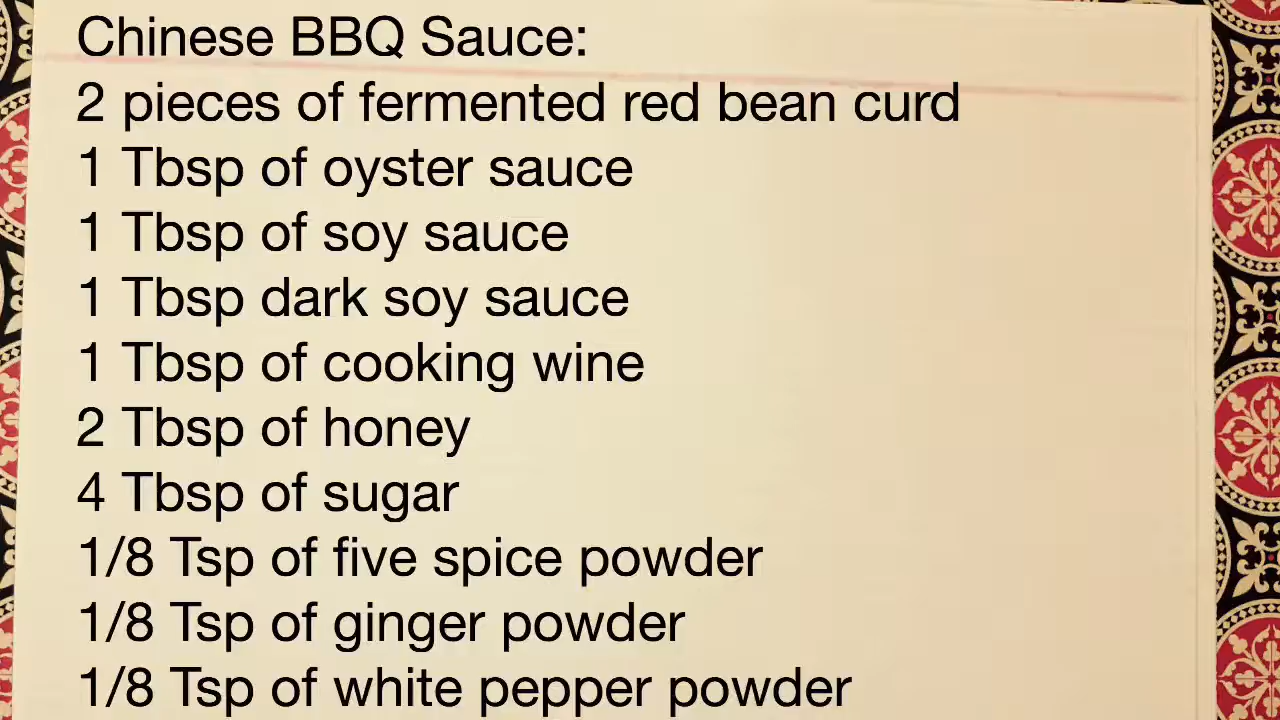 Chinese BBQ Sauce:
2 pieces of fermented red bean curd
1 Tbsp of oyster sauce
1 Tbsp of soy sauce
1 Tbsp dark soy sauce
1 Tbsp of cooking wine
2 Tbsp of honey
4 Tbsp of sugar
1/8 Tsp of five spice powder
1/8 Tsp of ginger powder
1/8 Tsp of white pepper powder